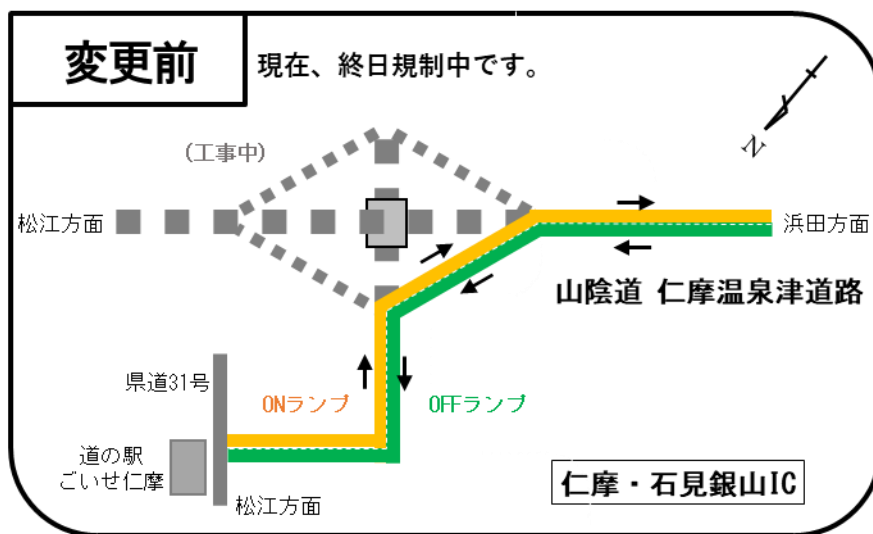 変更前
現在、終日規制中です。
N
(工事中)
松江方面
浜田方面
山陰道 仁摩温泉津道路
県道31号
ONランプ
OFFランプ
道の駅
ごいせ仁摩
松江方面
仁摩・石見銀山IC